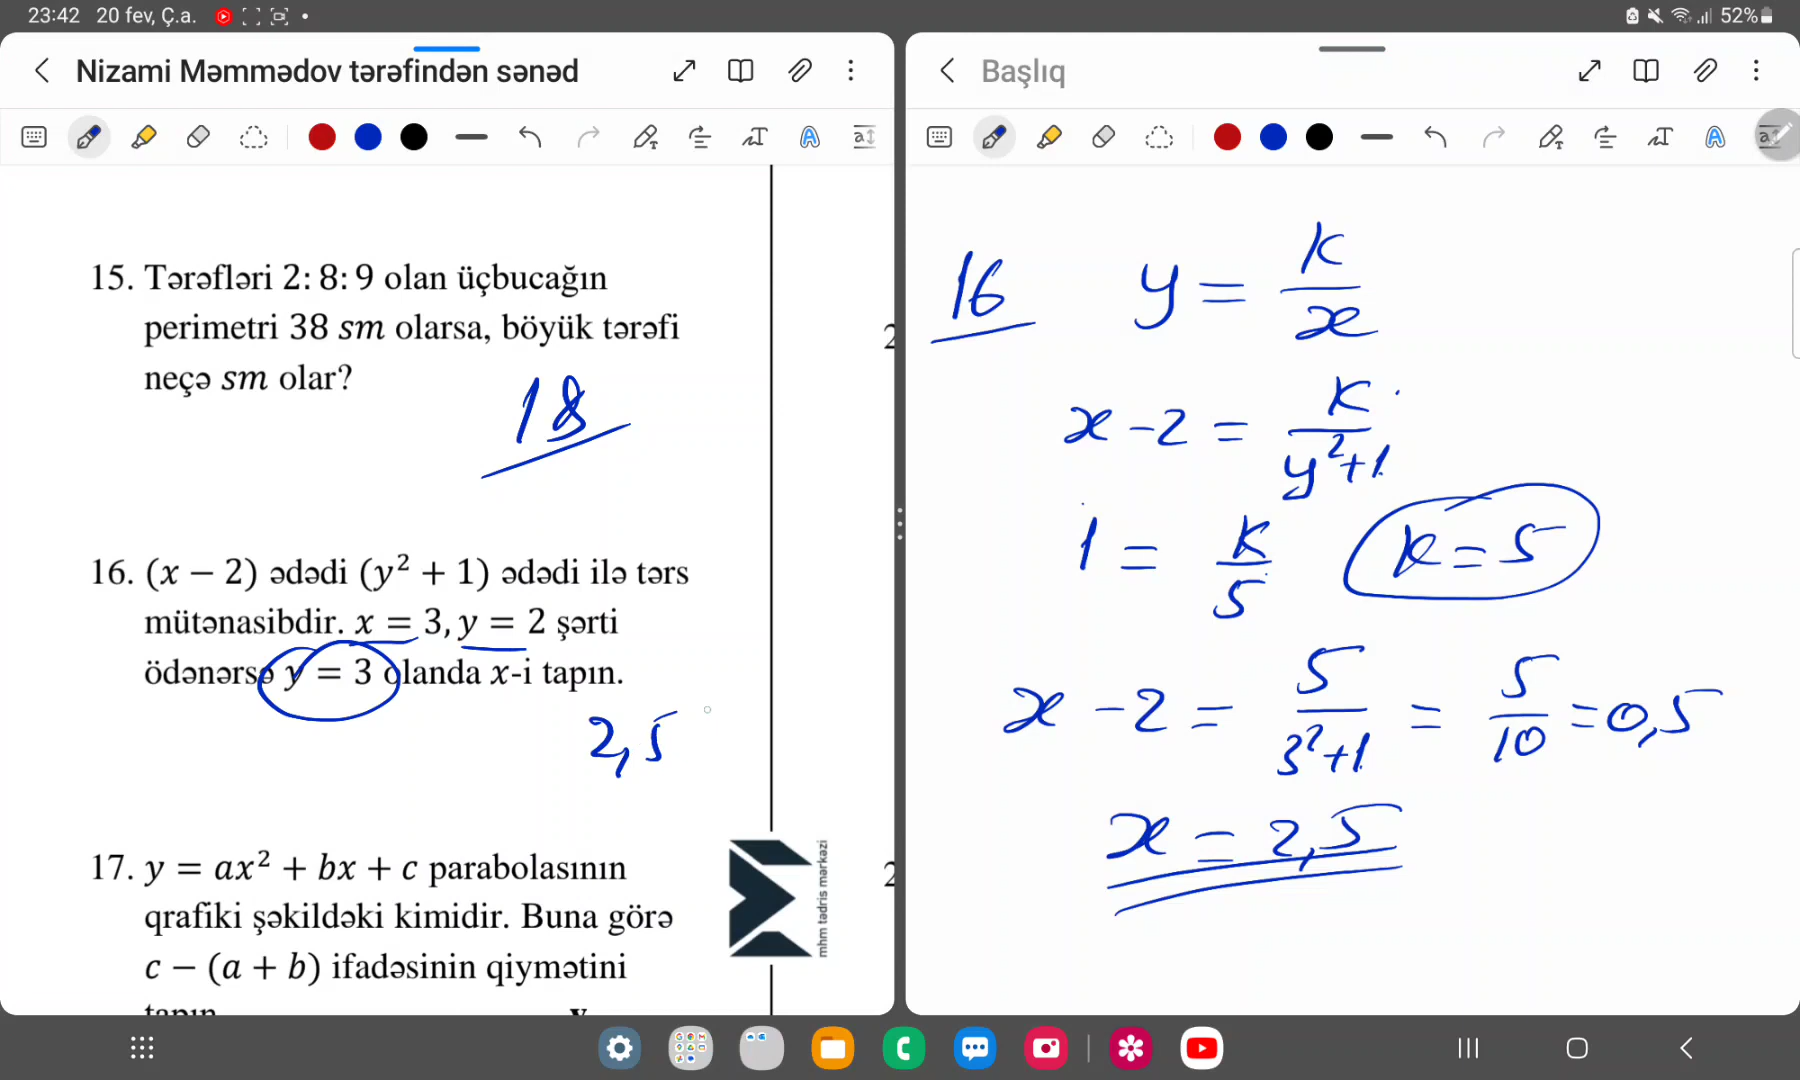 23:42 20 fev, Ç.a.
52%
Nizami Məmmədov tərəfindən sənəd
15. Tərəfləri 2: 8: 9 olan üçbucağın
perimetri 38 sm olarsa, böyük tərəfi
neçə sm olar?
18
16. (x − 2) ədədi (y² + 1) ədədi ilə tərs
mütənasibdir. x = 3, y = 2 şərti
ödənərsə y = 3 olanda x-i tapın.
2,5
17. y = ax² + bx + c parabolasının
qrafiki şəkildəki kimidir. Buna görə
c − (a + b) ifadəsinin qiymətini
tapın
y
mhm tədris mərkəzi
2
2
Başlıq
16 y = k/x
x − 2 = k/y²+1
1 = k/5 k = 5
x − 2 = 5/3²+1 = 5/10 = 0,5
x = 2,5